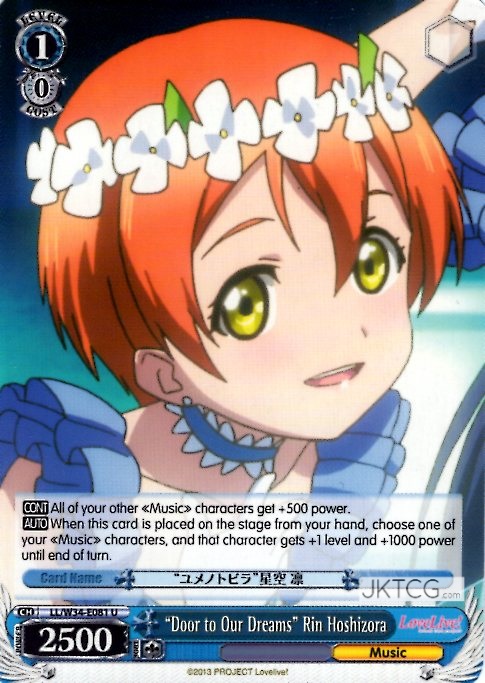 LEVEL
1
0
COST
CONT All of your other «Music» characters get +500 power.
AUTO When this card is placed on the stage from your hand, choose one of
your «Music» characters, and that character gets +1 level and +1000 power
until end of turn.
Card Name
“ユメノトビラ”星空 凛
JKTCG.com
CH LL/W34-E081 U
2500
“Door to Our Dreams” Rin Hoshizora
LoveLive!
Music
©2013 PROJECT Lovelive!